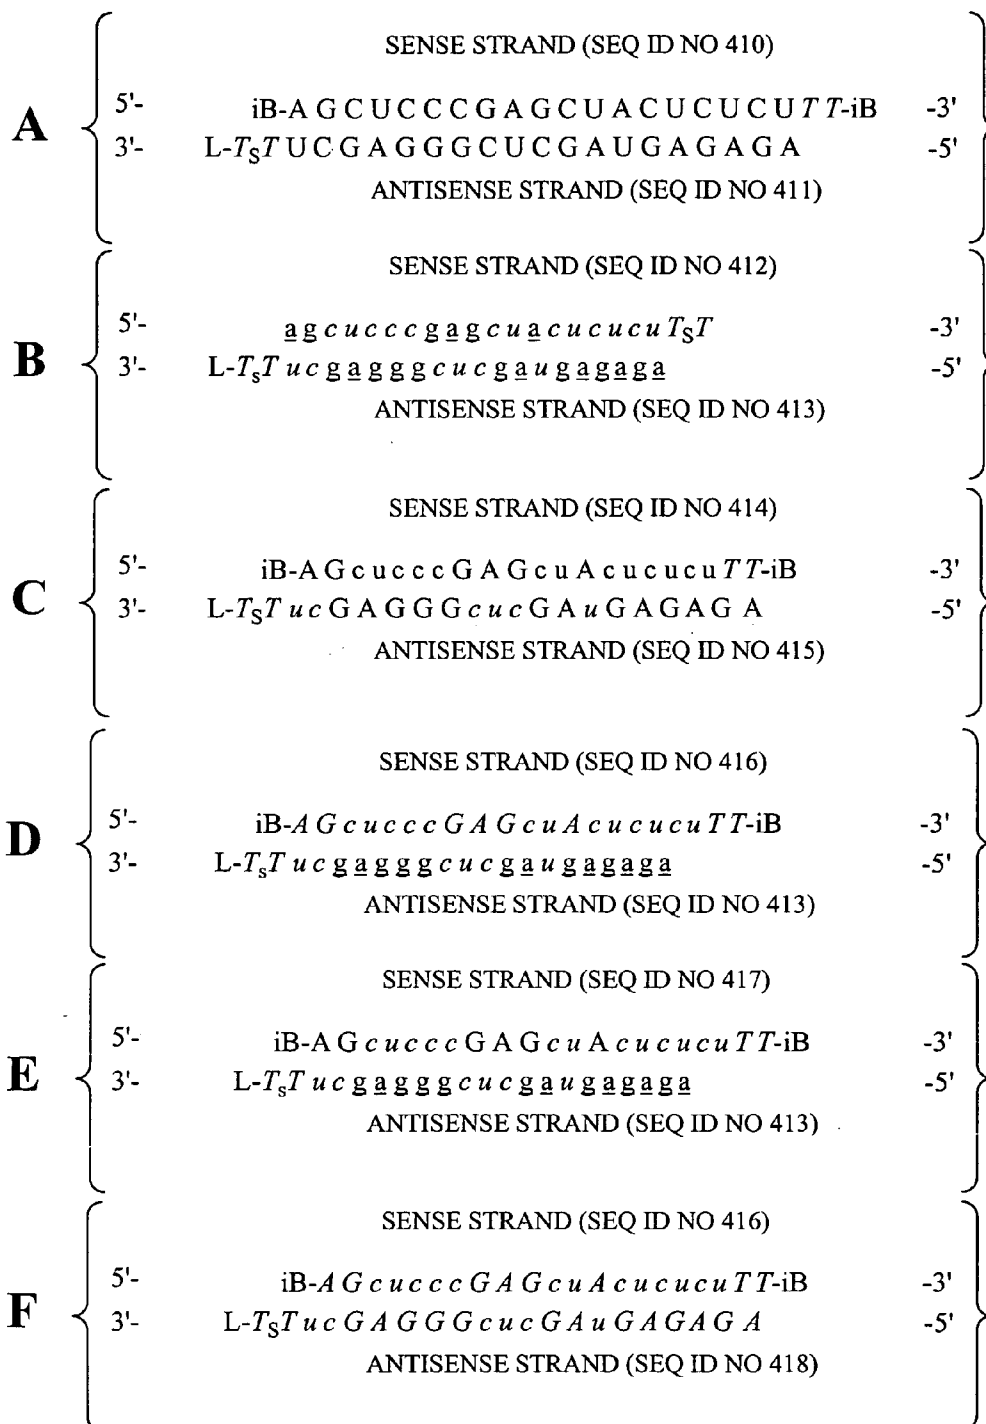 SENSE STRAND (SEQ ID NO 410)
A
5'- iB-A G C U C C C G A G C U A C U C U C U T T-iB -3'
3'- L-TST U C G A G G G C U C G A U G A G A G A -5'
ANTISENSE STRAND (SEQ ID NO 411)
SENSE STRAND (SEQ ID NO 412)
B
5'- a g c u c c c g a g c u a c u c u c u TST -3'
3'- L-TsT u c g a g g g c u c g a u g a g a g a -5'
ANTISENSE STRAND (SEQ ID NO 413)
SENSE STRAND (SEQ ID NO 414)
C
5'- iB-A G c u c c c G A G c u A c u c u c u T T-iB -3'
3'- L-TST u c G A G G G c u c G A u G A G A G A -5'
ANTISENSE STRAND (SEQ ID NO 415)
SENSE STRAND (SEQ ID NO 416)
D
5'- iB-A G c u c c c G A G c u A c u c u c u T T-iB -3'
3'- L-TsT u c g a g g g c u c g a u g a g a g a -5'
ANTISENSE STRAND (SEQ ID NO 413)
SENSE STRAND (SEQ ID NO 417)
E
5'- iB-A G c u c c c G A G c u A c u c u c u T T-iB -3'
3'- L-TsT u c g a g g g c u c g a u g a g a g a -5'
ANTISENSE STRAND (SEQ ID NO 413)
SENSE STRAND (SEQ ID NO 416)
F
5'- iB-A G c u c c c G A G c u A c u c u c u T T-iB -3'
3'- L-TST u c G A G G G c u c G A u G A G A G A -5'
ANTISENSE STRAND (SEQ ID NO 418)